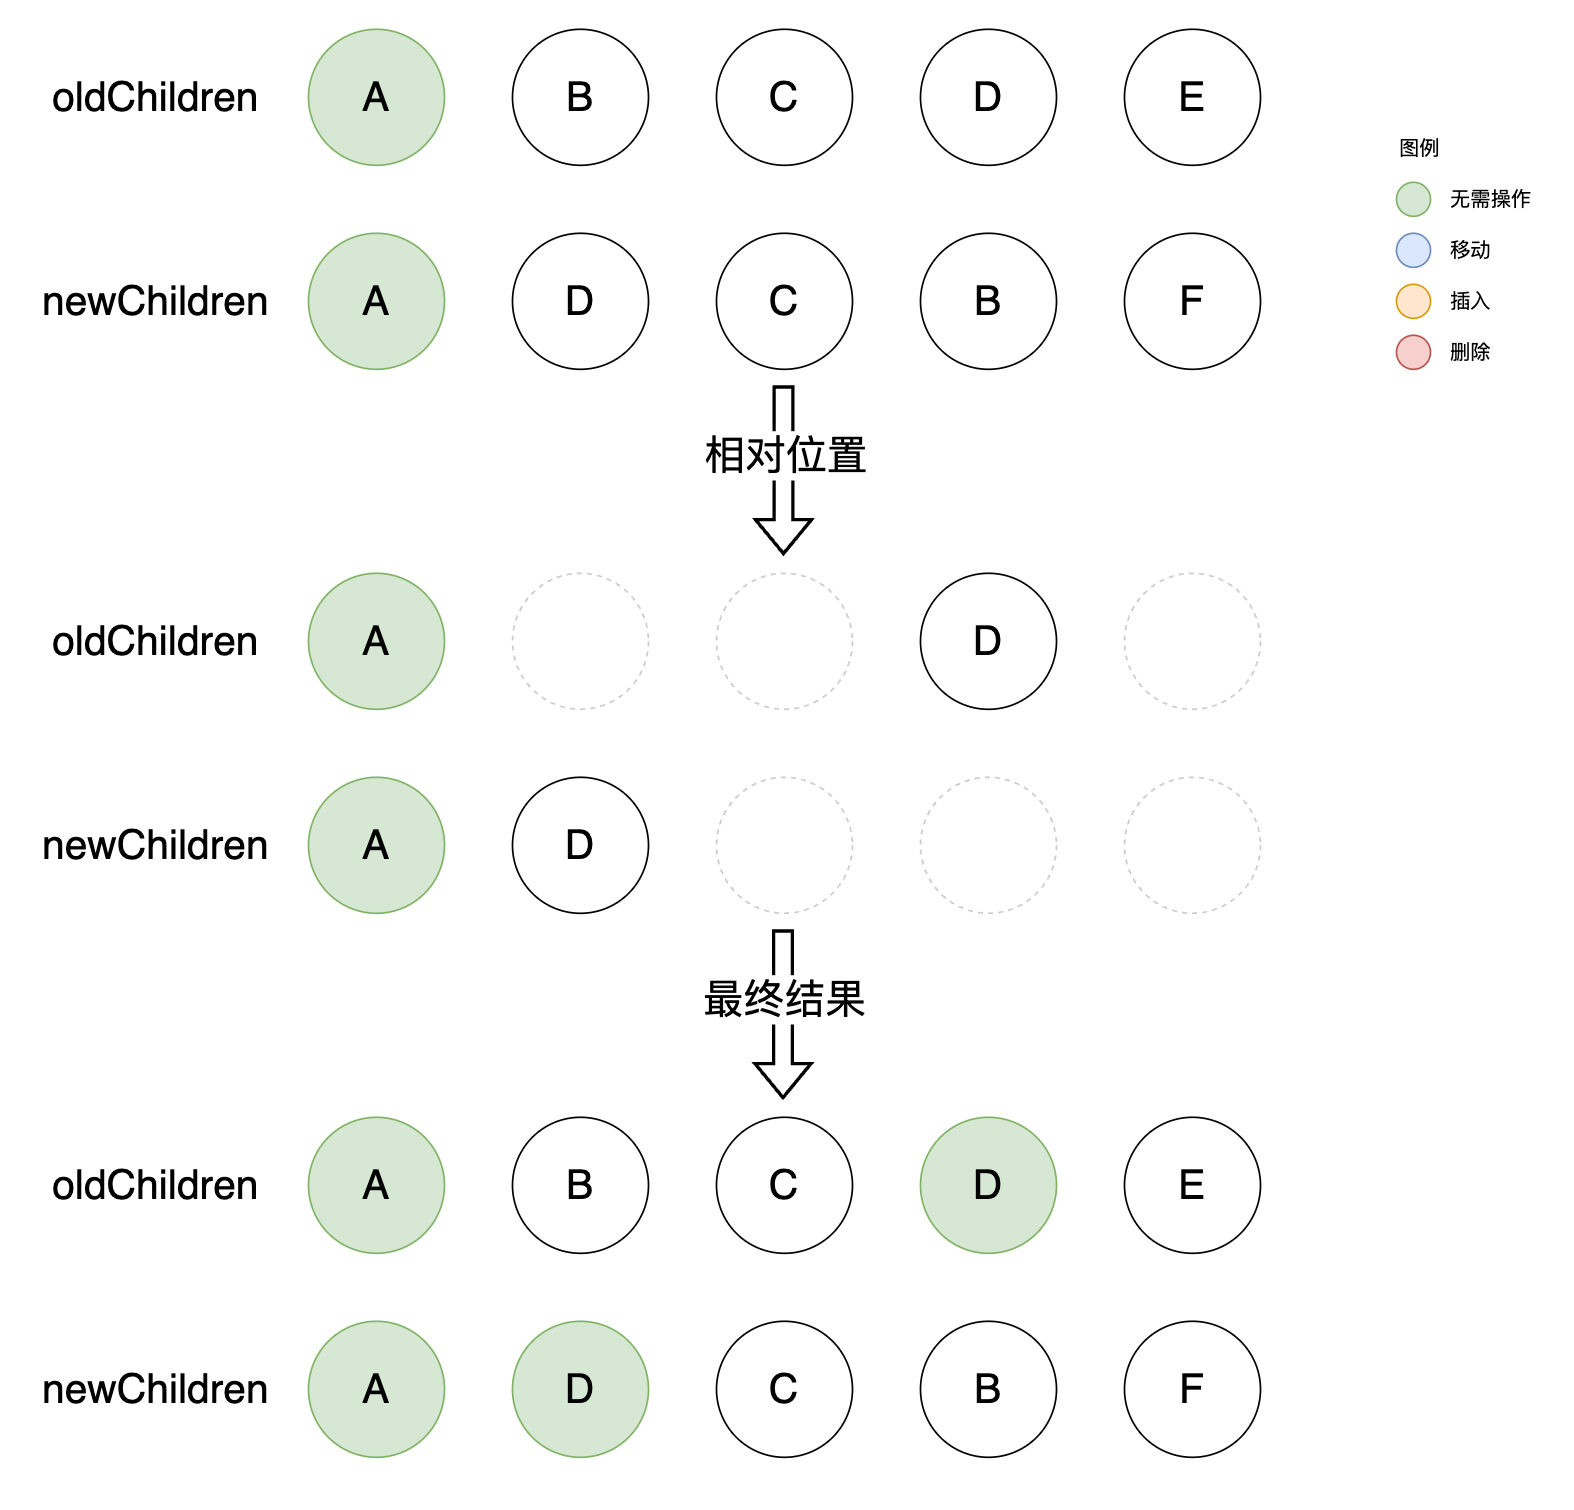 oldChildren A B C D E
newChildren A D C B F
图例
无需操作
移动
插入
删除
相对位置
oldChildren A D
newChildren A D
最终结果
oldChildren A B C D E
newChildren A D C B F